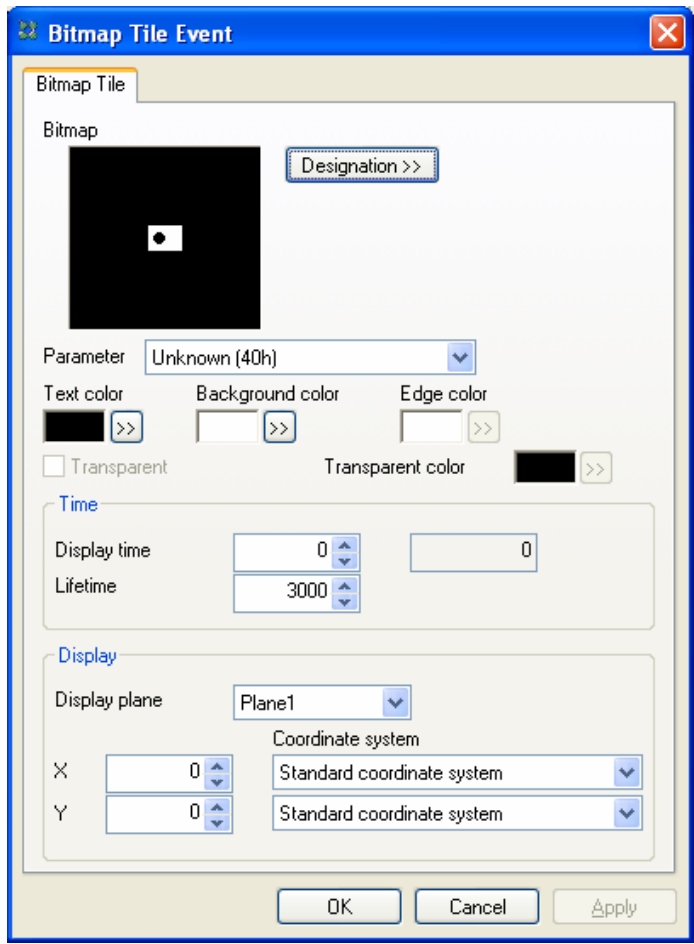 Bitmap Tile Event
Bitmap Tile
Bitmap
Designation >>
Parameter Unknown (40h)
Text color Background color Edge color
>> >> >>
Transparent Transparent color >>
Time
Display time 0 0
Lifetime 3000
Display
Display plane Plane1
Coordinate system
X 0 Standard coordinate system
Y 0 Standard coordinate system
OK Cancel Apply